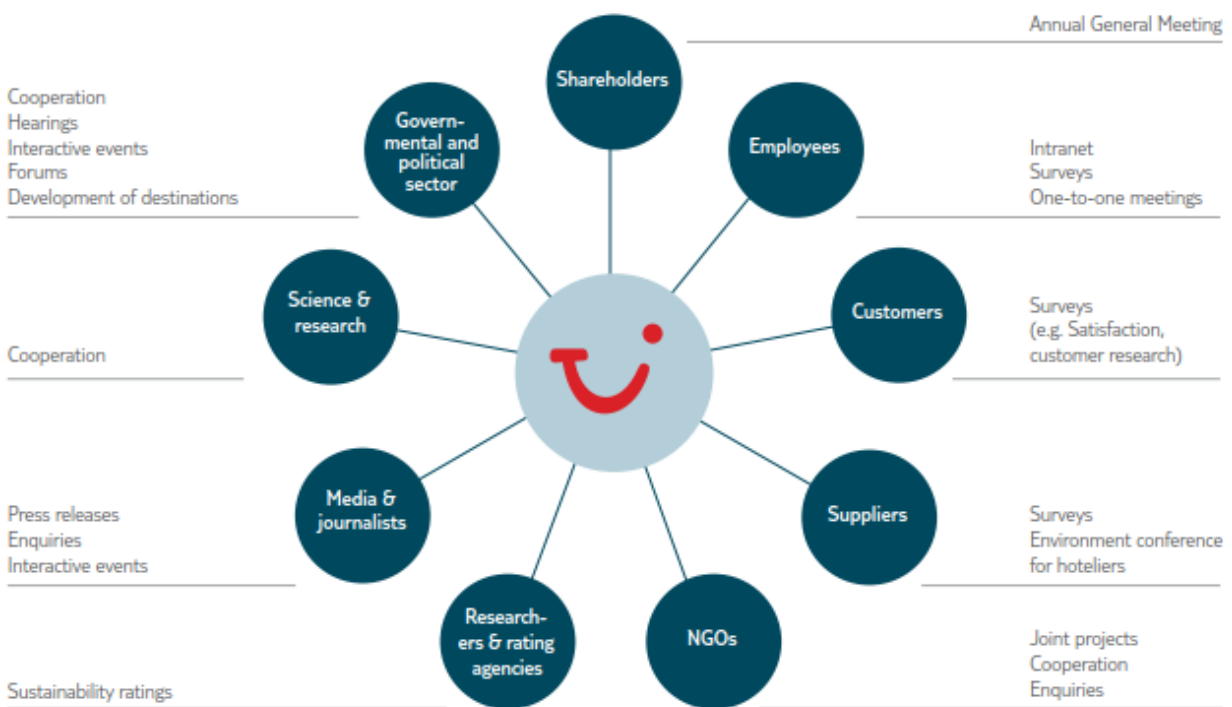 Annual General Meeting
Shareholders
Cooperation
Hearings
Interactive events
Forums
Development of destinations
Govern-
mental and
political
sector
Employees
Intranet
Surveys
One-to-one meetings
Science &
research
Cooperation
Customers
Surveys
(e.g. Satisfaction,
customer research)
Media &
journalists
Press releases
Enquiries
Interactive events
Suppliers
Surveys
Environment conference
for hoteliers
Research-
ers & rating
agencies
Sustainability ratings
NGOs
Joint projects
Cooperation
Enquiries